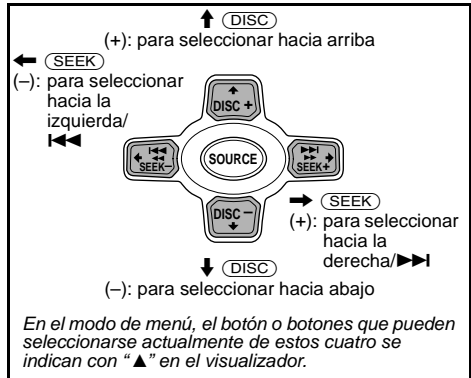 ↑ (DISC)
(+): para seleccionar hacia arriba
← (SEEK)
(–): para seleccionar
hacia la
izquierda/
⏮
DISC +
SEEK–
SOURCE
SEEK+
DISC –
→ (SEEK)
(+): para seleccionar
hacia la
derecha/⏭
↓ (DISC)
(–): para seleccionar hacia abajo
En el modo de menú, el botón o botones que pueden
seleccionarse actualmente de estos cuatro se
indican con “▲” en el visualizador.